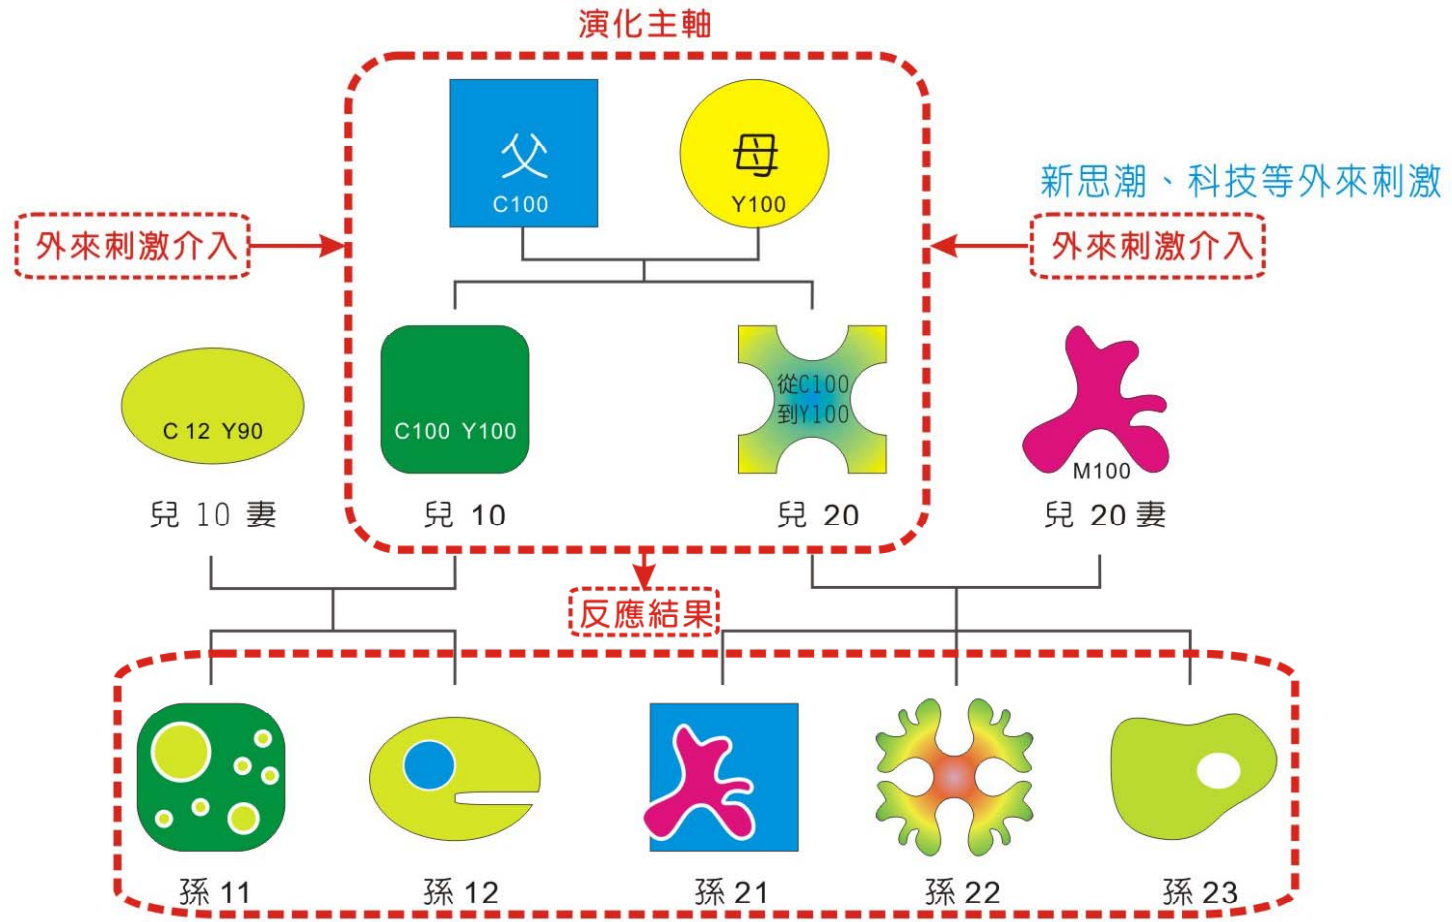 演化主軸
父
C100
母
Y100
新思潮、科技等外來刺激
外來刺激介入
外來刺激介入
C 12 Y90
C100 Y100
從C100
到Y100
M100
兒 10 妻
兒 10
兒 20
兒 20 妻
反應結果
孫 11
孫 12
孫 21
孫 22
孫 23